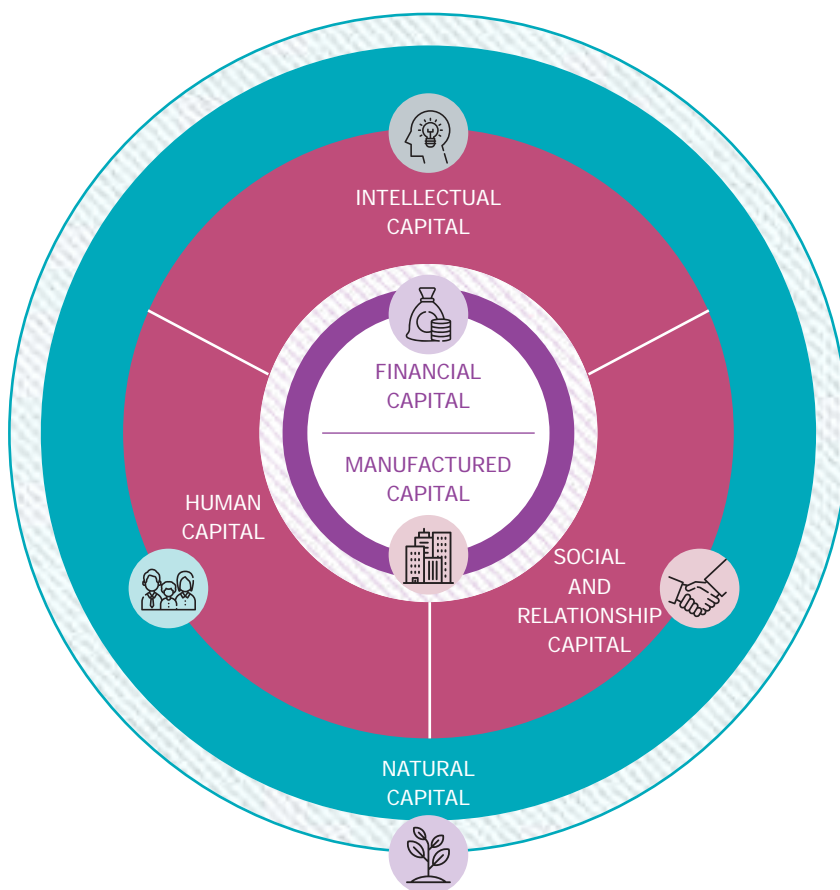 INTELLECTUAL
CAPITAL
FINANCIAL
CAPITAL
MANUFACTURED
CAPITAL
HUMAN
CAPITAL
SOCIAL
AND
RELATIONSHIP
CAPITAL
NATURAL
CAPITAL